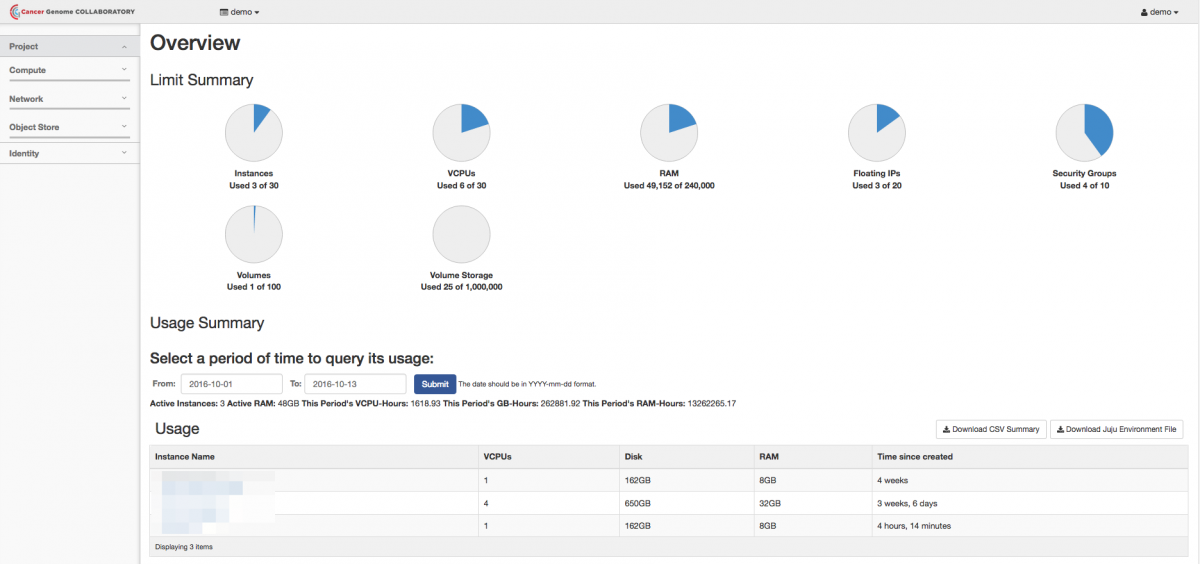 Cancer Genome COLLABORATORY demo demo
Project
Compute
Network
Object Store
Identity
Overview
Limit Summary
Instances VCPUs RAM Floating IPs Security Groups
Used 3 of 30 Used 6 of 30 Used 49,152 of 240,000 Used 3 of 20 Used 4 of 10
Volumes Volume Storage
Used 1 of 100 Used 25 of 1,000,000
Usage Summary
Select a period of time to query its usage:
From: 2016-10-01 To: 2016-10-13 Submit The date should be in YYYY-mm-dd format.
Active Instances: 3 Active RAM: 48GB This Period's VCPU-Hours: 1618.93 This Period's GB-Hours: 262881.92 This Period's RAM-Hours: 13262265.17
Usage Download CSV Summary Download Juju Environment File
Instance Name VCPUs Disk RAM Time since created
1 162GB 8GB 4 weeks
4 650GB 32GB 3 weeks, 6 days
1 162GB 8GB 4 hours, 14 minutes
Displaying 3 items